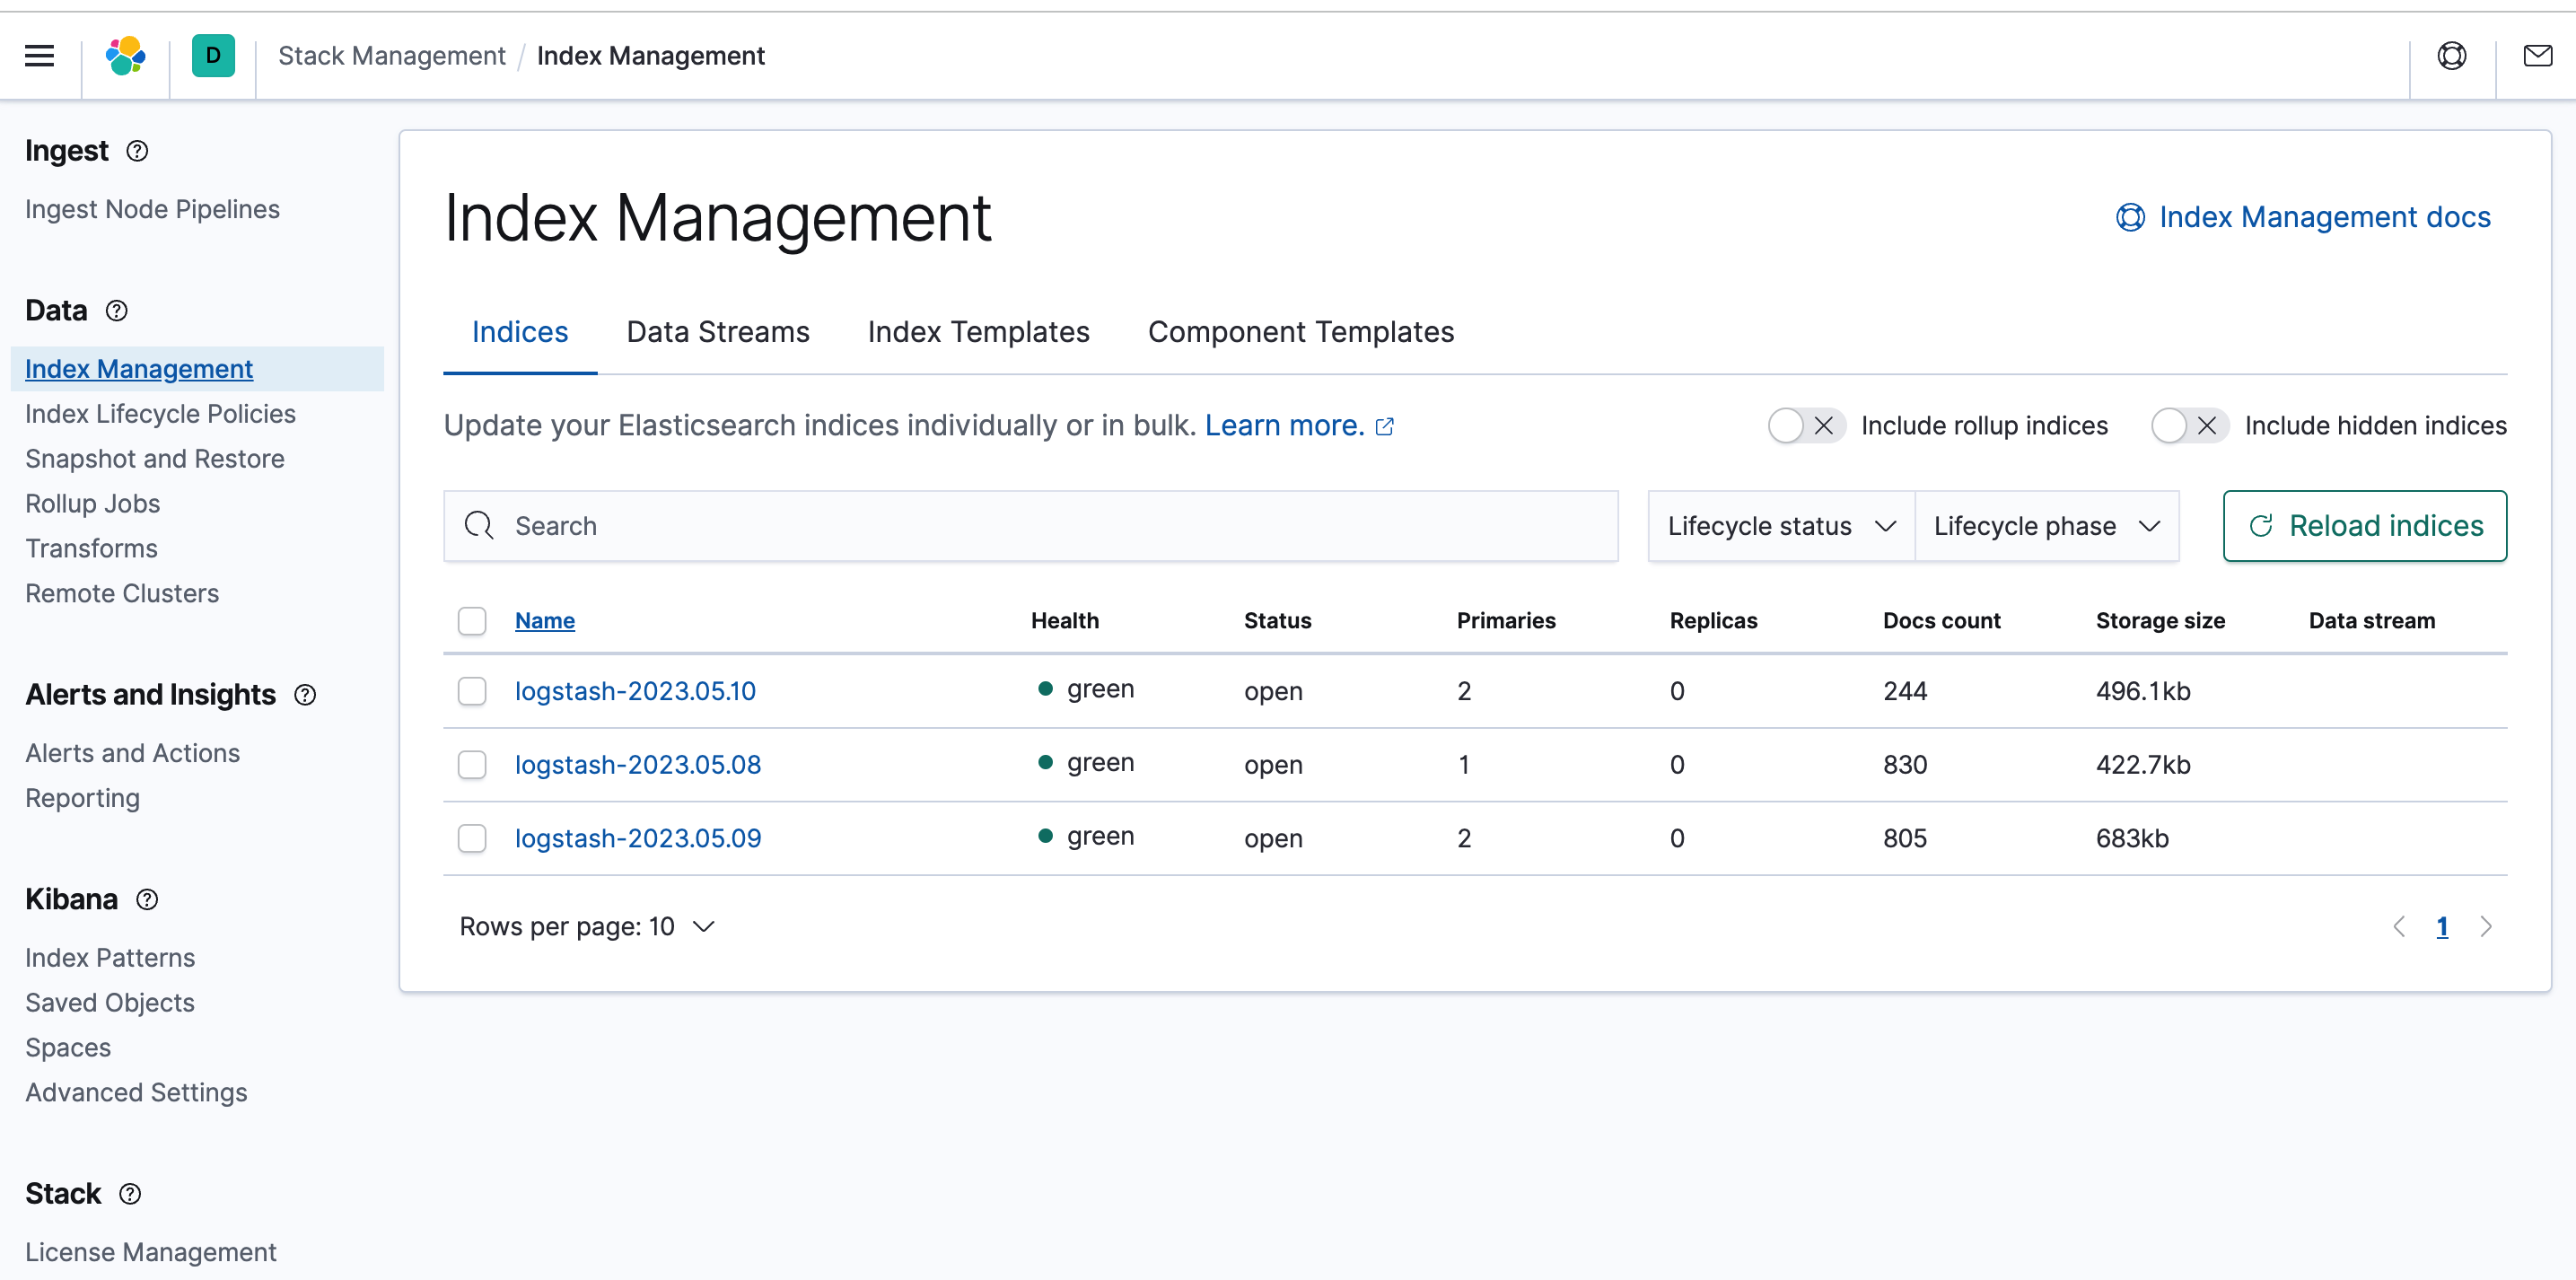 D Stack Management / Index Management
Ingest
Ingest Node Pipelines
Data
Index Management
Index Lifecycle Policies
Snapshot and Restore
Rollup Jobs
Transforms
Remote Clusters
Alerts and Insights
Alerts and Actions
Reporting
Kibana
Index Patterns
Saved Objects
Spaces
Advanced Settings
Stack
License Management
Index Management
Index Management docs
Indices Data Streams Index Templates Component Templates
Update your Elasticsearch indices individually or in bulk. Learn more. Include rollup indices Include hidden indices
Search Lifecycle status Lifecycle phase Reload indices
Name Health Status Primaries Replicas Docs count Storage size Data stream
logstash-2023.05.10 green open 2 0 244 496.1kb
logstash-2023.05.08 green open 1 0 830 422.7kb
logstash-2023.05.09 green open 2 0 805 683kb
Rows per page: 10 1